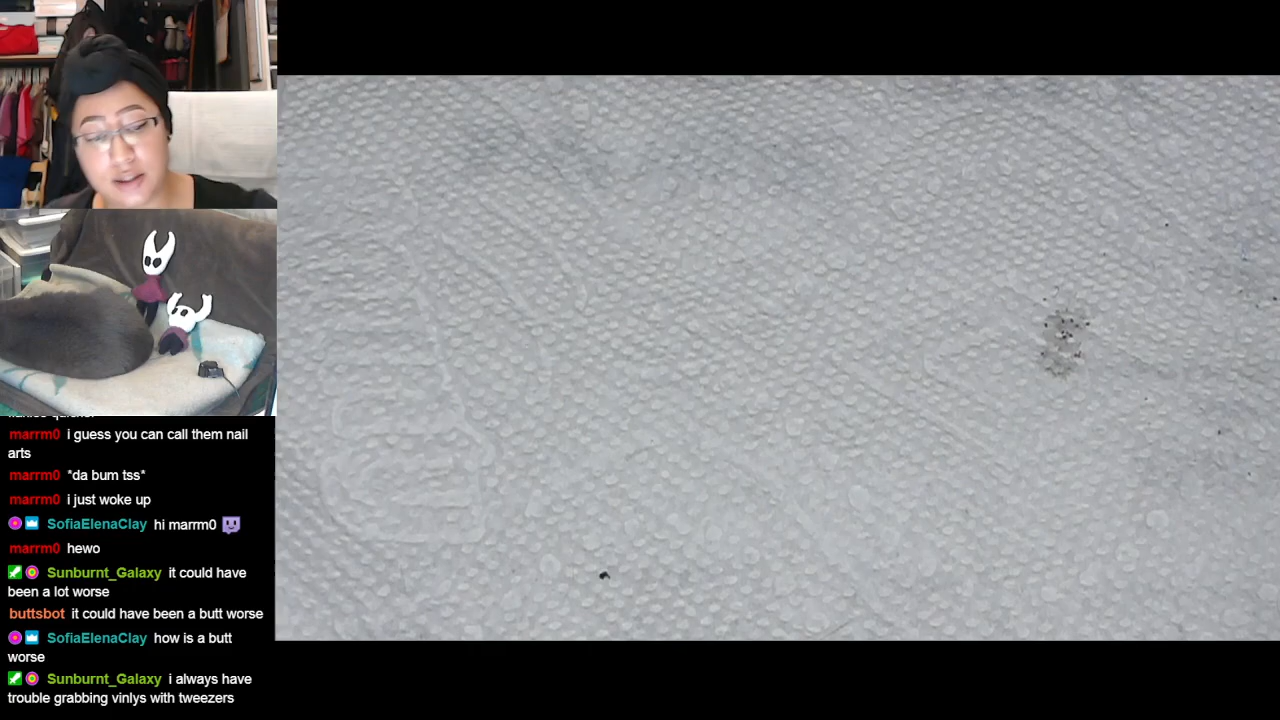 marrm0 i guess you can call them nail
arts
marrm0 *da bum tss*
marrm0 i just woke up
SofiaElenaClay hi marrm0
marrm0 hewo
Sunburnt_Galaxy it could have
been a lot worse
buttsbot it could have been a butt worse
SofiaElenaClay how is a butt
worse
Sunburnt_Galaxy i always have
trouble grabbing vinlys with tweezers